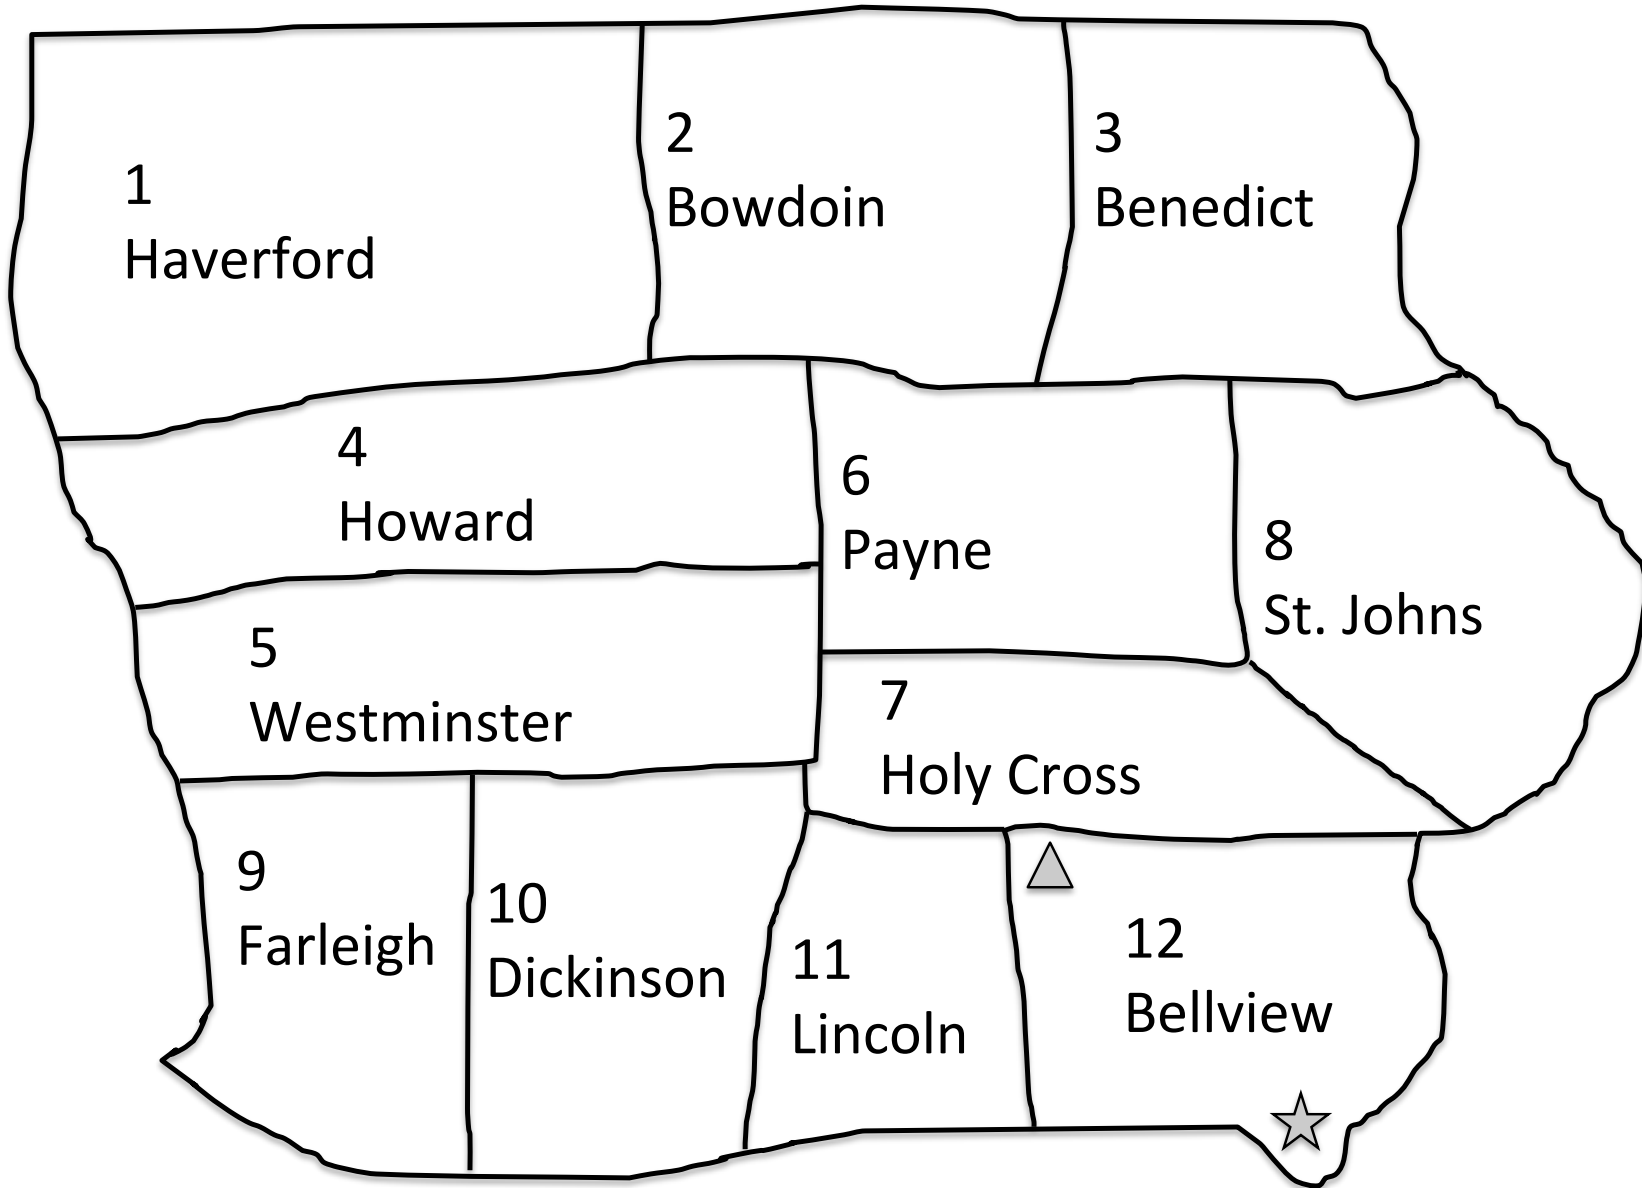 1
Haverford
2
Bowdoin
3
Benedict
4
Howard
5
Westminster
6
Payne
7
Holy Cross
8
St. Johns
9
Farleigh
10
Dickinson
11
Lincoln
12
Bellview